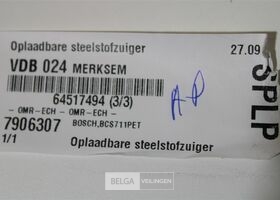 Oplaadbare steelstofzuiger
27.09
VDB 024 MERKSEM
64517494 (3/3)
- OMR-ECH - OMR-ECH -
7906307
BOSCH,BCS711PET
1/1
Oplaadbare steelstofzuiger
SPLP
BELGA
VEILINGEN